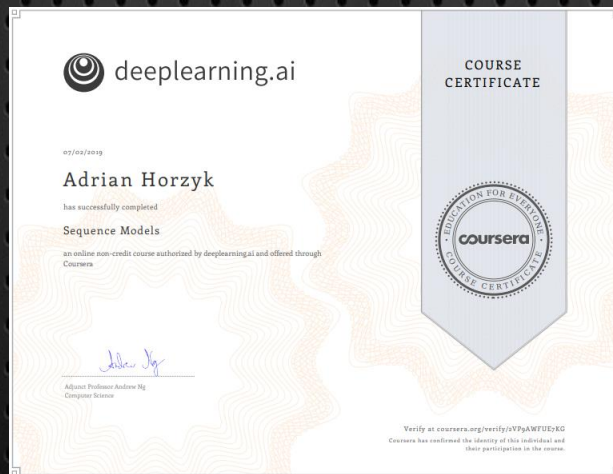 deeplearning.ai
COURSE
CERTIFICATE
07/02/2019
Adrian Horzyk
has successfully completed
Sequence Models
an online non-credit course authorized by deeplearning.ai and offered through
Coursera
EDUCATION FOR EVERYONE
coursera
COURSE CERTIFICATE
Andrew Ng
Adjunct Professor Andrew Ng
Computer Science
Verify at coursera.org/verify/2VP9AWFUE7KG
Coursera has confirmed the identity of this individual and
their participation in the course.